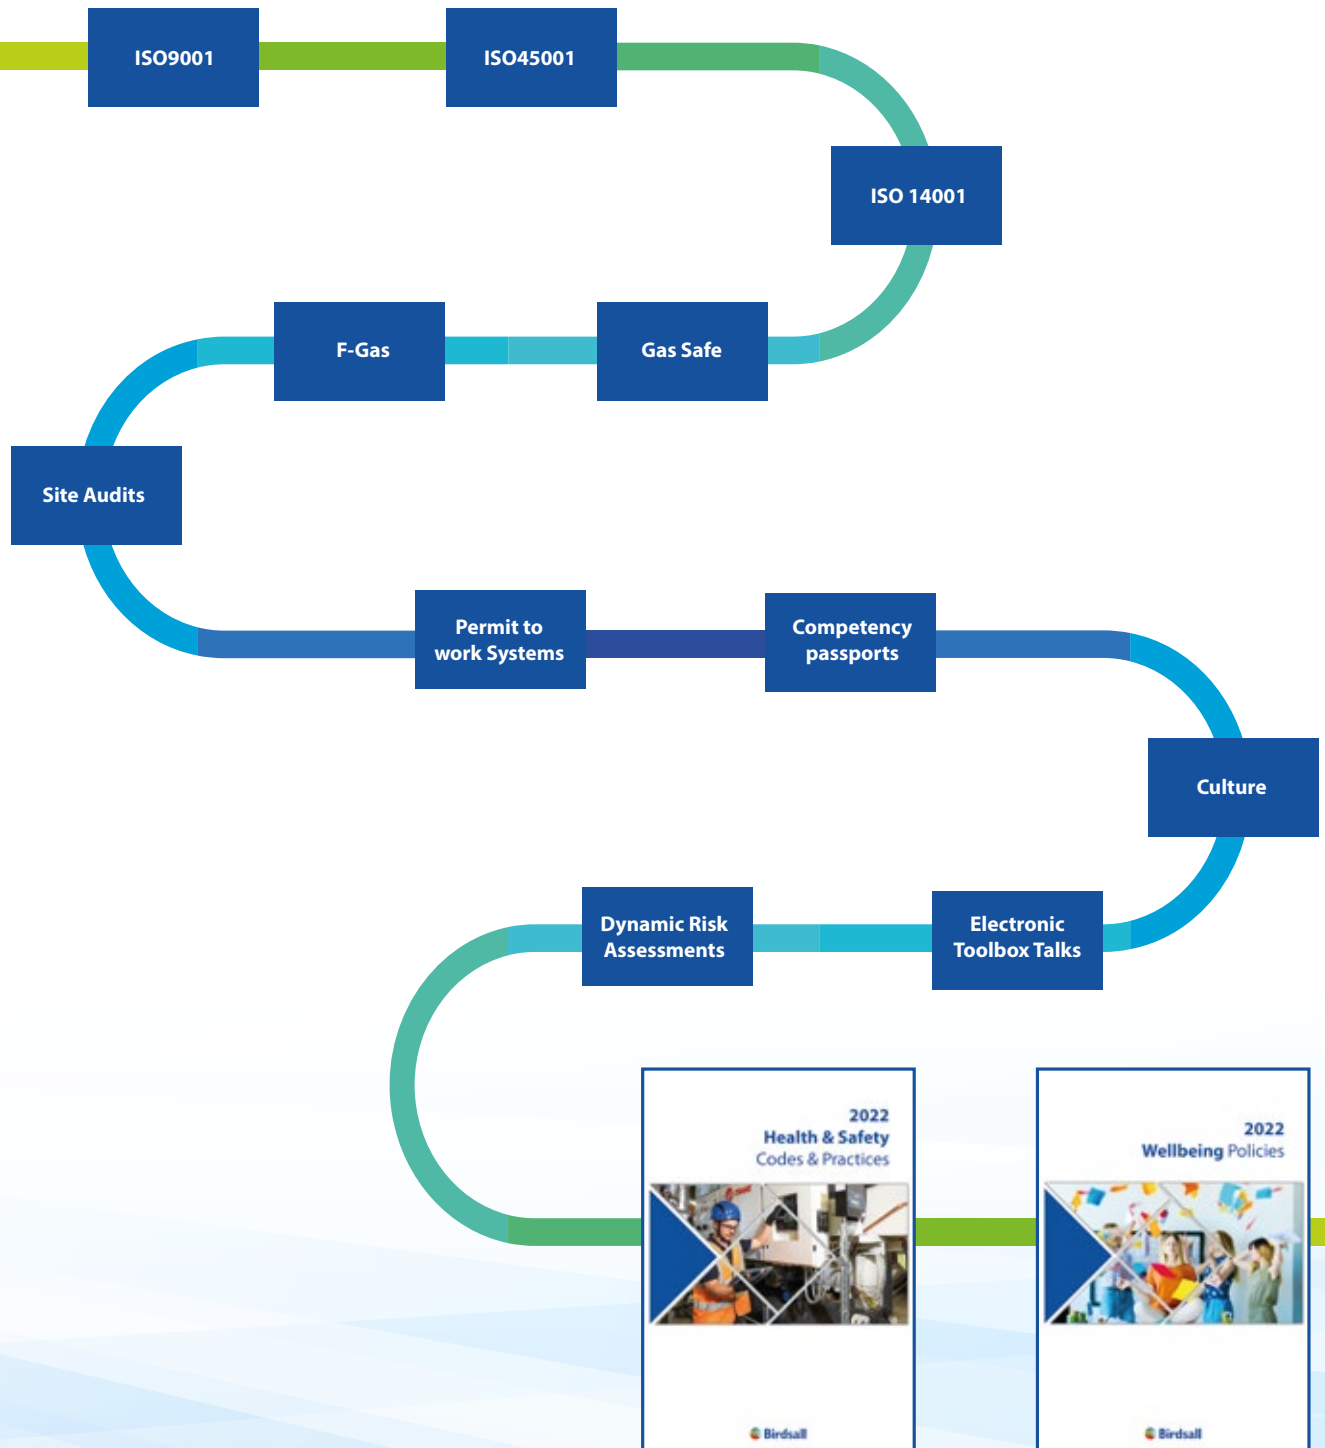 ISO9001
ISO45001
ISO 14001
Gas Safe
F-Gas
Site Audits
Permit to
work Systems
Competency
passports
Culture
Electronic
Toolbox Talks
Dynamic Risk
Assessments
2022
Health & Safety
Codes & Practices
Birdsall
2022
Wellbeing Policies
Birdsall